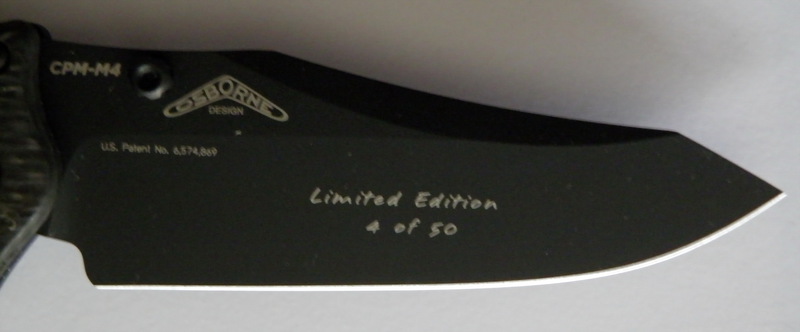 CPM-M4
OSBORNE
DESIGN
U.S. Patent No. 6,574,869
Limited Edition
4 of 50